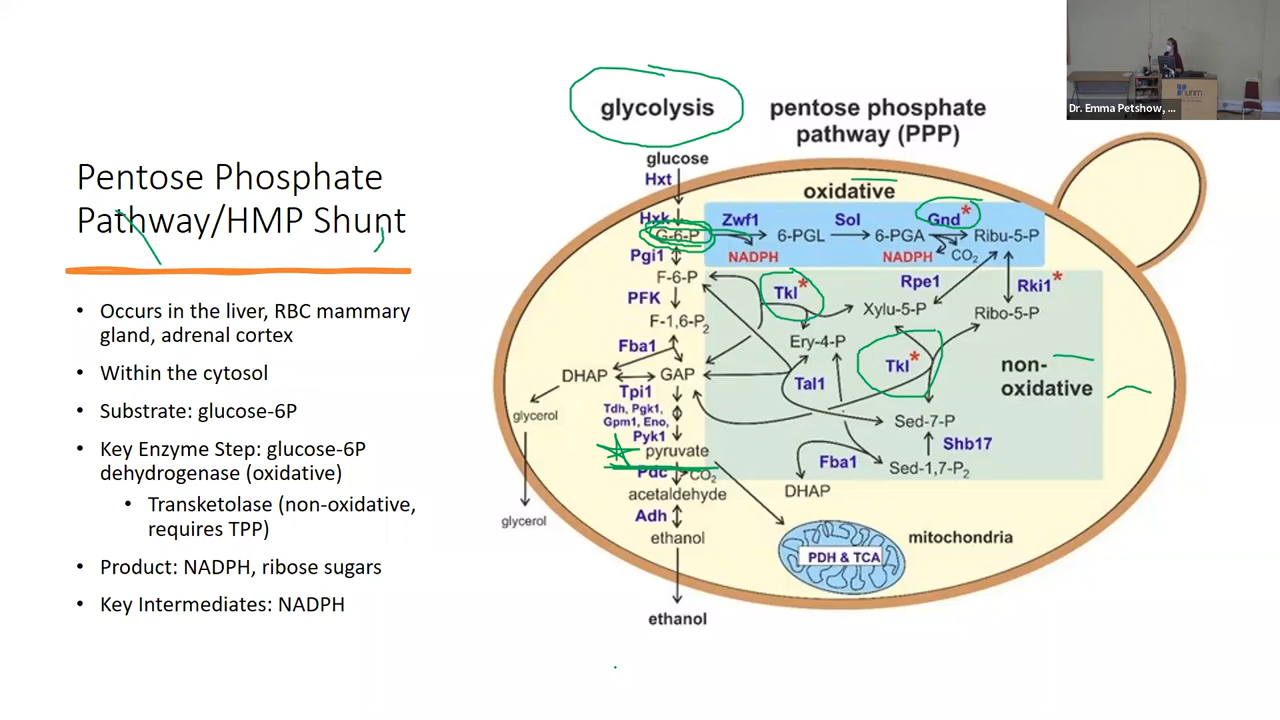 Dr. Emma Petshow, ...
nunm
Pentose Phosphate
Pathway/HMP Shunt
• Occurs in the liver, RBC mammary
gland, adrenal cortex
• Within the cytosol
• Substrate: glucose-6P
• Key Enzyme Step: glucose-6P
dehydrogenase (oxidative)
• Transketolase (non-oxidative,
requires TPP)
• Product: NADPH, ribose sugars
• Key Intermediates: NADPH
glycolysis
pentose phosphate
pathway (PPP)
glucose
Hxt
oxidative
Hxk
Zwf1
Sol
Gnd*
G-6-P
6-PGL
6-PGA
Ribu-5-P
NADPH
NADPH
CO2
Pgi1
F-6-P
Tkl*
Rpe1
Rki1*
PFK
Xylu-5-P
Ribo-5-P
F-1,6-P2
Ery-4-P
Fba1
Tkl*
non-
oxidative
DHAP
GAP
Tal1
Tpi1
glycerol
Tdh, Pgk1,
Gpm1, Eno,
Sed-7-P
Pyk1
Shb17
pyruvate
Fba1
Sed-1,7-P2
Pdc
CO2
acetaldehyde
DHAP
Adh
glycerol
ethanol
mitochondria
PDH & TCA
ethanol